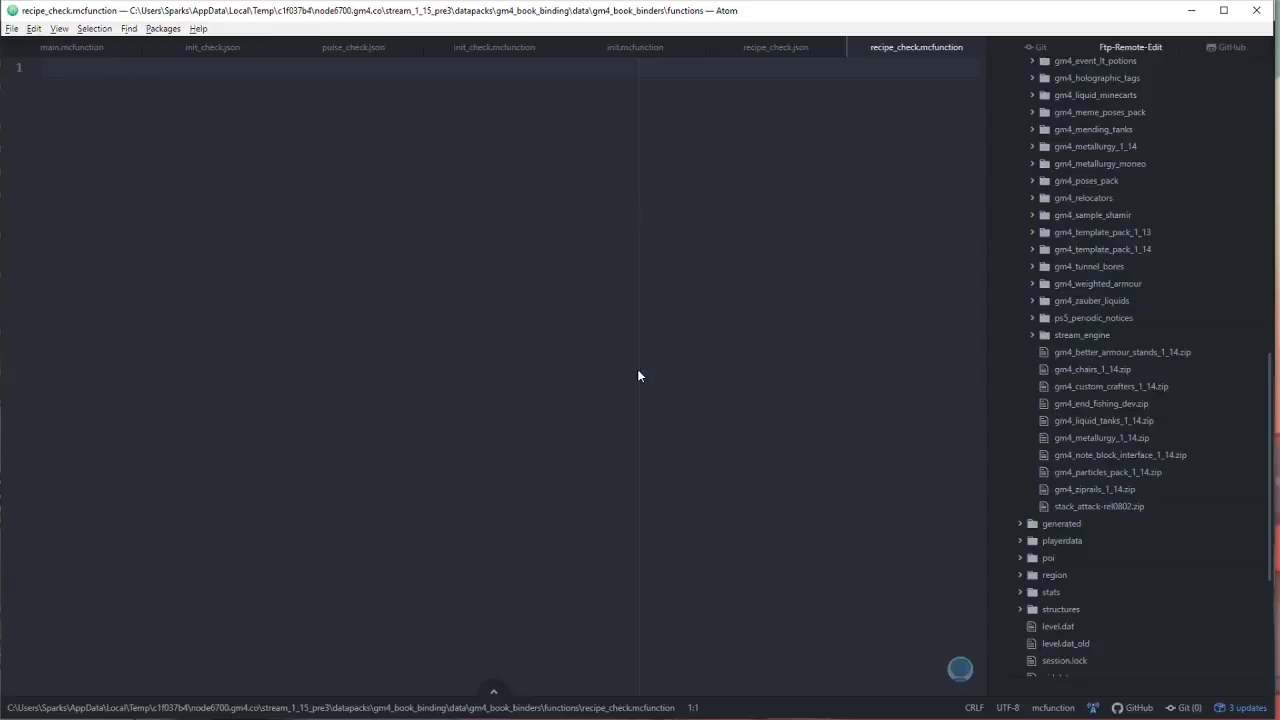 recipe_check.mcfunction — C:\Users\Sparks\AppData\Local\Temp\c1f037b4\node6700.gm4.co\stream_1_15_pre3\datapacks\gm4_book_binding\data\gm4_book_binders\functions — Atom
File Edit View Selection Find Packages Help
main.mcfunction init_check.json pulse_check.json init_check.mcfunction init.mcfunction recipe_check.json recipe_check.mcfunction Git Ftp-Remote-Edit GitHub
1
gm4_event_lt_potions
gm4_holographic_tags
gm4_liquid_minecarts
gm4_meme_poses_pack
gm4_mending_tanks
gm4_metallurgy_1_14
gm4_metallurgy_moneo
gm4_poses_pack
gm4_relocators
gm4_sample_shamir
gm4_template_pack_1_13
gm4_template_pack_1_14
gm4_tunnel_bores
gm4_weighted_armour
gm4_zauber_liquids
ps5_periodic_notices
stream_engine
gm4_better_armour_stands_1_14.zip
gm4_chairs_1_14.zip
gm4_custom_crafters_1_14.zip
gm4_end_fishing_dev.zip
gm4_liquid_tanks_1_14.zip
gm4_metallurgy_1_14.zip
gm4_note_block_interface_1_14.zip
gm4_particles_pack_1_14.zip
gm4_ziprails_1_14.zip
stack_attack-rel0802.zip
generated
playerdata
poi
region
stats
structures
level.dat
level.dat_old
session.lock
C:\Users\Sparks\AppData\Local\Temp\c1f037b4\node6700.gm4.co\stream_1_15_pre3\datapacks\gm4_book_binding\data\gm4_book_binders\functions\recipe_check.mcfunction 1:1 CRLF UTF-8 mcfunction GitHub Git (0) 3 updates